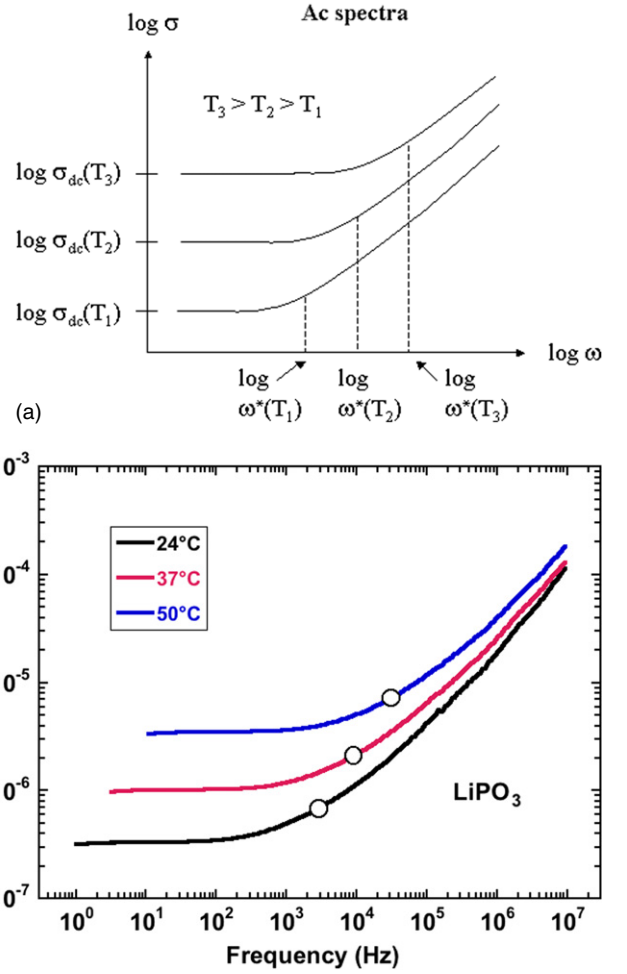 Ac spectra
log σ
T₃ > T₂ > T₁
log σdc(T₃)
log σdc(T₂)
log σdc(T₁)
log ω
log log log
ω*(T₁) ω*(T₂) ω*(T₃)
(a)
0⁻³
24°C
37°C
50°C
0⁻⁴
0⁻⁵
0⁻⁶
LiPO₃
0⁻⁷
10⁰ 10¹ 10² 10³ 10⁴ 10⁵ 10⁶ 10⁷
Frequency (Hz)